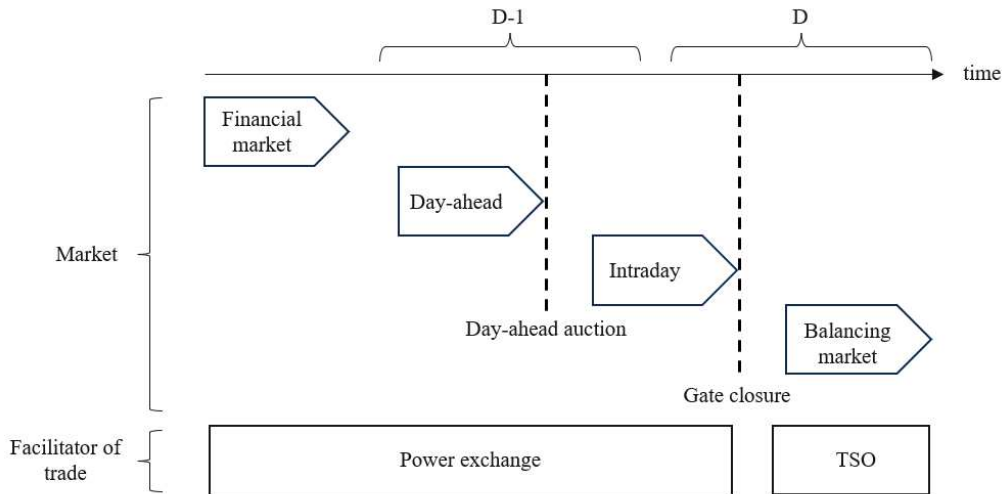 D-1
D
time
Financial
market
Day-ahead
Market
Intraday
Day-ahead auction
Balancing
market
Gate closure
Facilitator of
trade
Power exchange
TSO